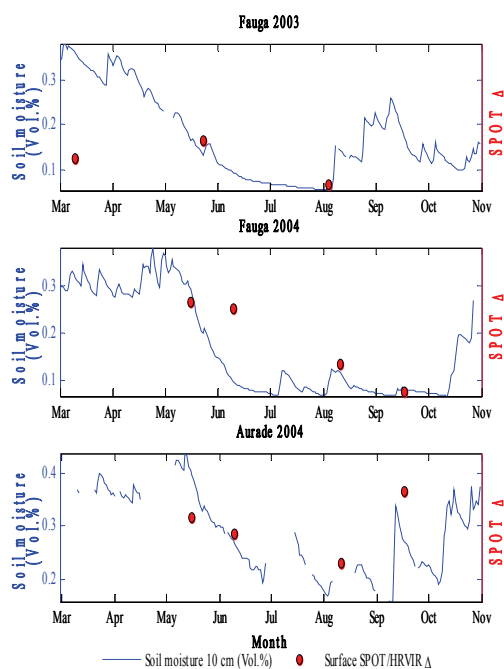 Fauga 2003
Soil moisture
(Vol.%)
0.3
0.2
0.1
SPOT Δ
Mar Apr May Jun Jul Aug Sep Oct Nov
Fauga 2004
Soil moisture
(Vol.%)
0.3
0.2
0.1
SPOT Δ
Mar Apr May Jun Jul Aug Sep Oct Nov
Aurade 2004
Soil moisture
(Vol.%)
0.4
0.3
0.2
SPOT Δ
Mar Apr May Jun Jul Aug Sep Oct Nov
Month
Soil moisture 10 cm (Vol.%) Surface SPOT/HRVIR Δ